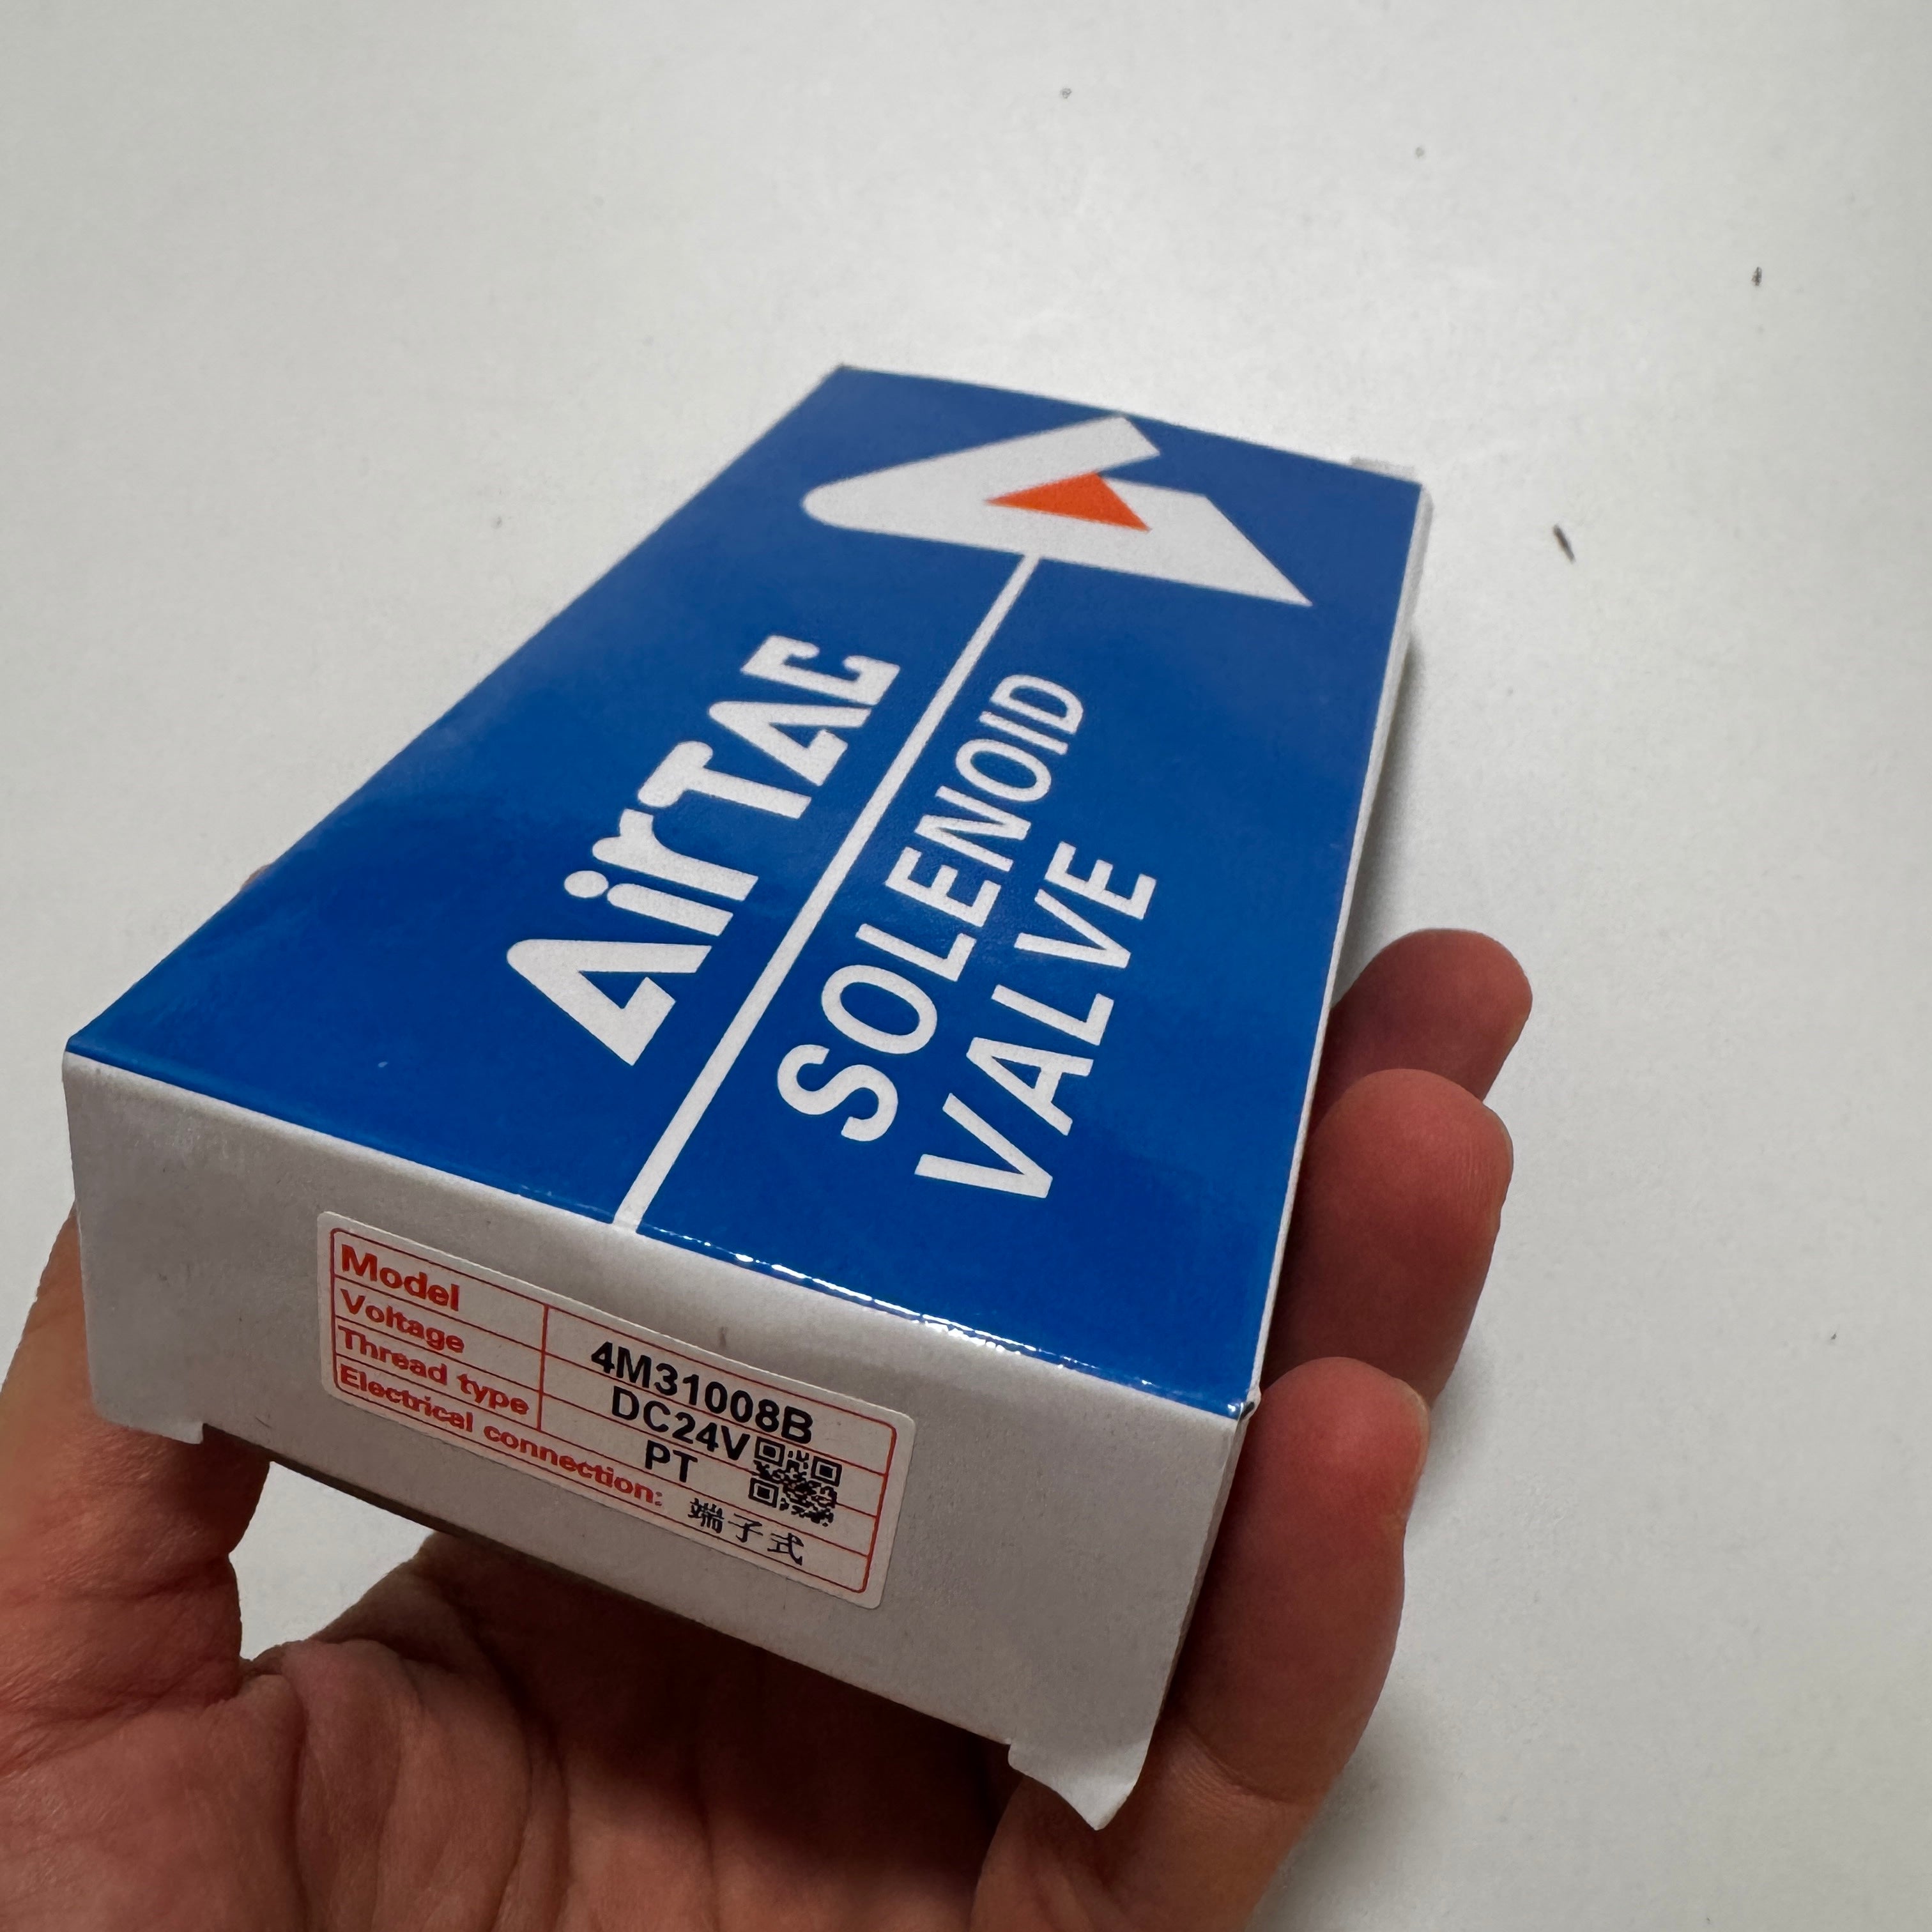 AirTAC
SOLENOID
VALVE
Model 4M31008B
Voltage DC24V
Thread type PT
Electrical connection: 端子式